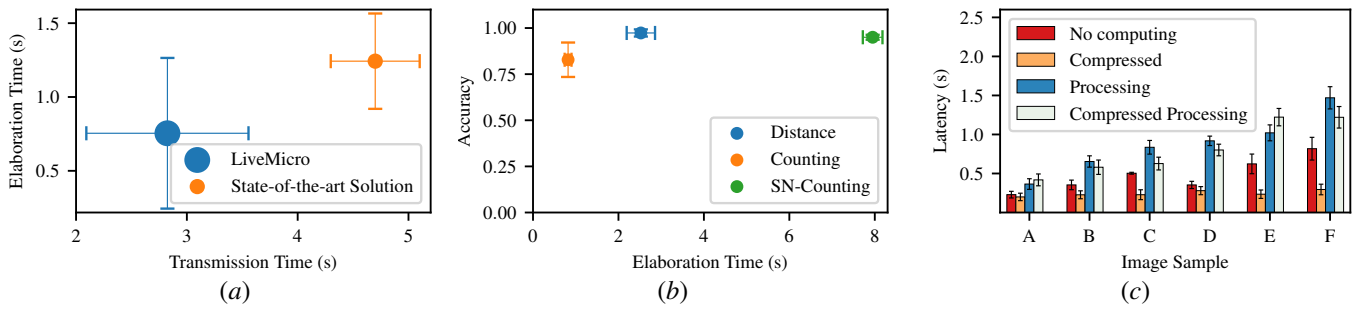 1.5
1.0
0.5
Elaboration Time (s)
LiveMicro
State-of-the-art Solution
2
3
4
5
Transmission Time (s)
(a)
1.00
0.75
0.50
0.25
0.00
Accuracy
Distance
Counting
SN-Counting
0
2
4
6
8
Elaboration Time (s)
(b)
2.5
2.0
1.5
1.0
0.5
Latency (s)
No computing
Compressed
Processing
Compressed Processing
A
B
C
D
E
F
Image Sample
(c)